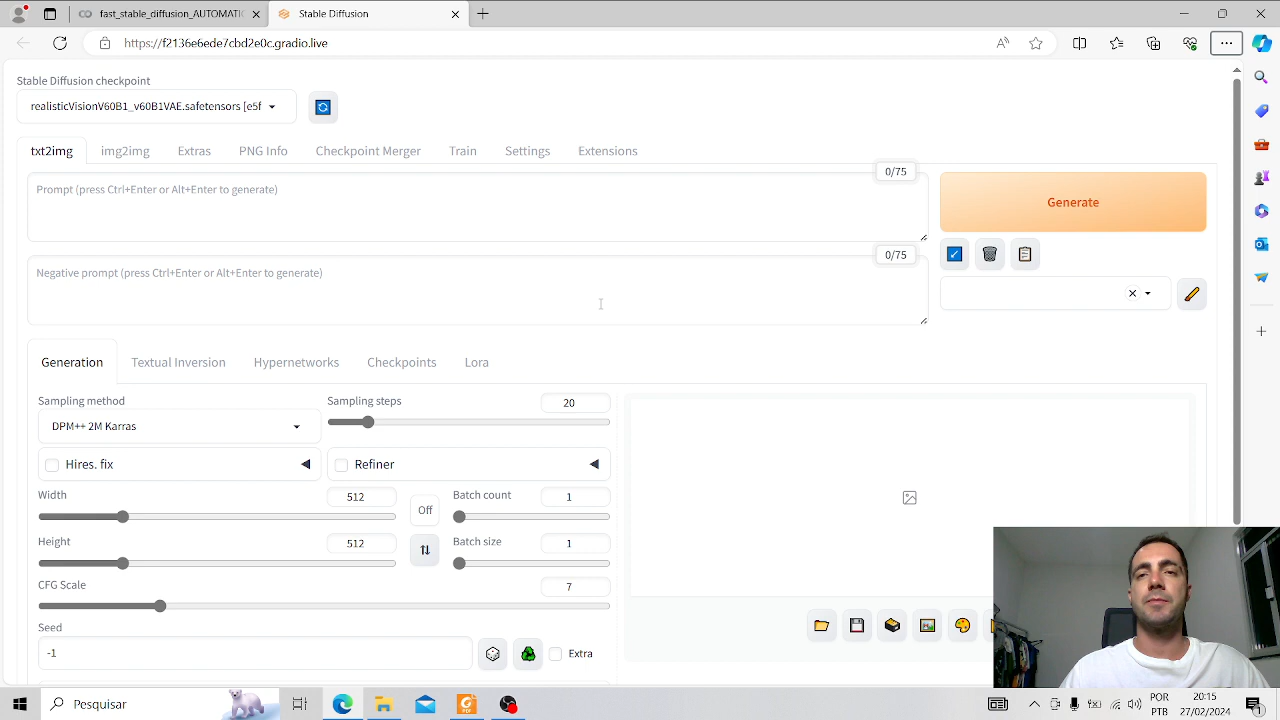 fast_stable_diffusion_AUTOMATIC
Stable Diffusion
https://f2136e6ede7cbd2e0c.gradio.live
Stable Diffusion checkpoint
realisticVisionV60B1_v60B1VAE.safetensors [e5f
txt2img
img2img
Extras
PNG Info
Checkpoint Merger
Train
Settings
Extensions
0/75
Prompt (press Ctrl+Enter or Alt+Enter to generate)
Generate
0/75
Negative prompt (press Ctrl+Enter or Alt+Enter to generate)
Generation
Textual Inversion
Hypernetworks
Checkpoints
Lora
Sampling method
Sampling steps
20
DPM++ 2M Karras
Hires. fix
Refiner
Width
512
Off
Batch count
1
Height
512
Batch size
1
CFG Scale
7
Seed
-1
Extra
Pesquisar
POR
PTB
20:15
27/02/2024